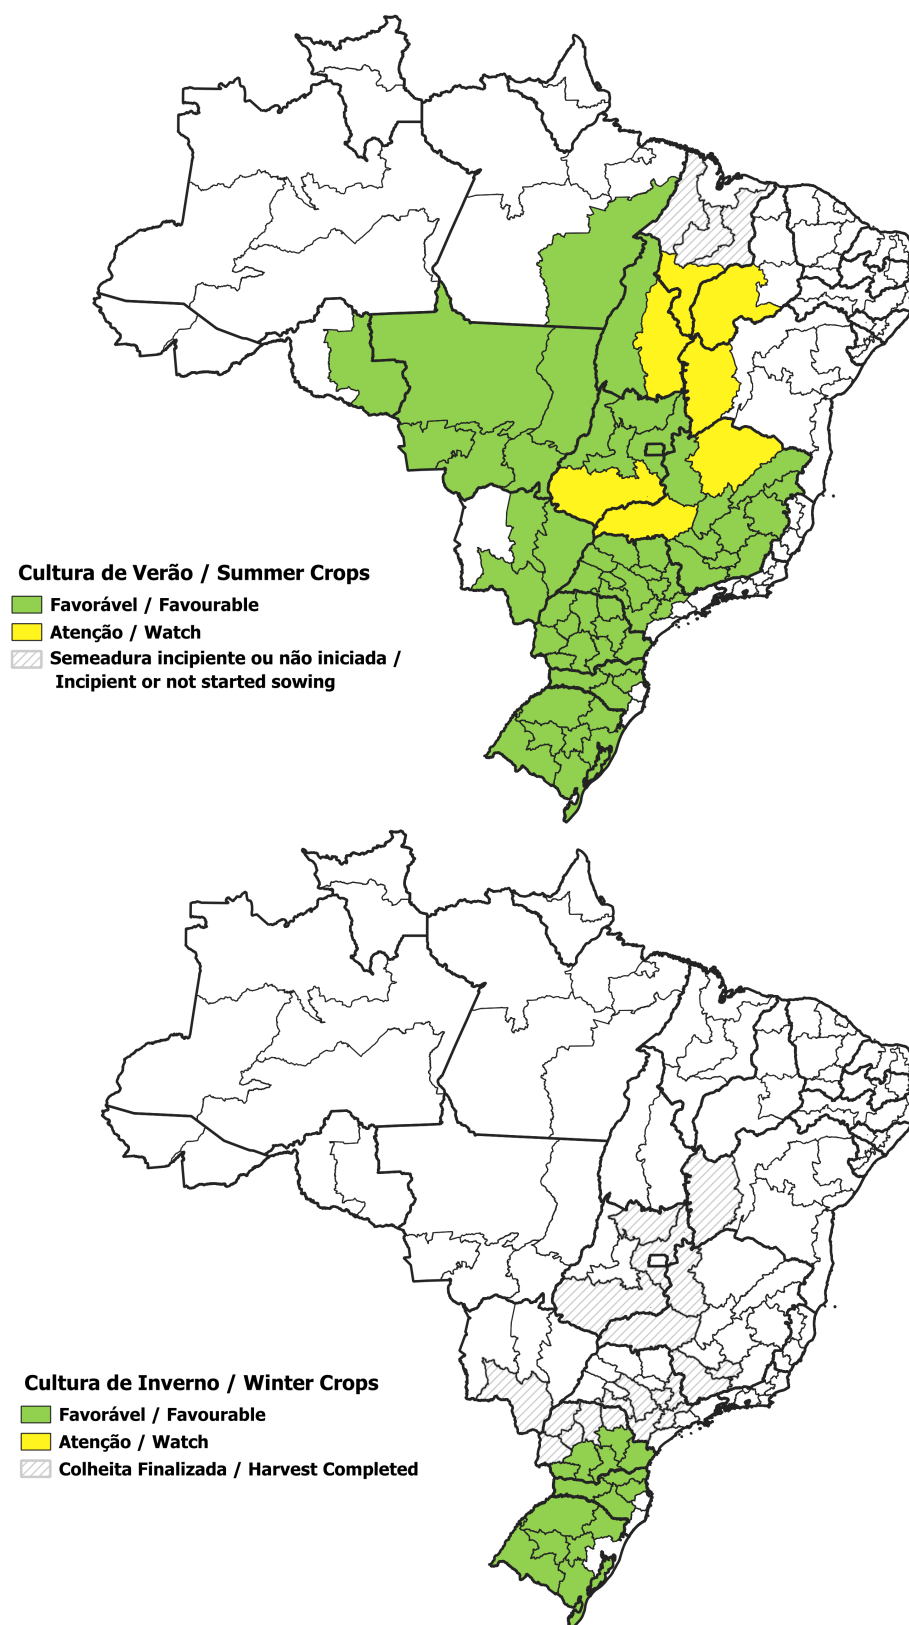 Cultura de Verão / Summer Crops
Favorável / Favourable
Atenção / Watch
Semeadura incipiente ou não iniciada /
Incipient or not started sowing
Cultura de Inverno / Winter Crops
Favorável / Favourable
Atenção / Watch
Colheita Finalizada / Harvest Completed